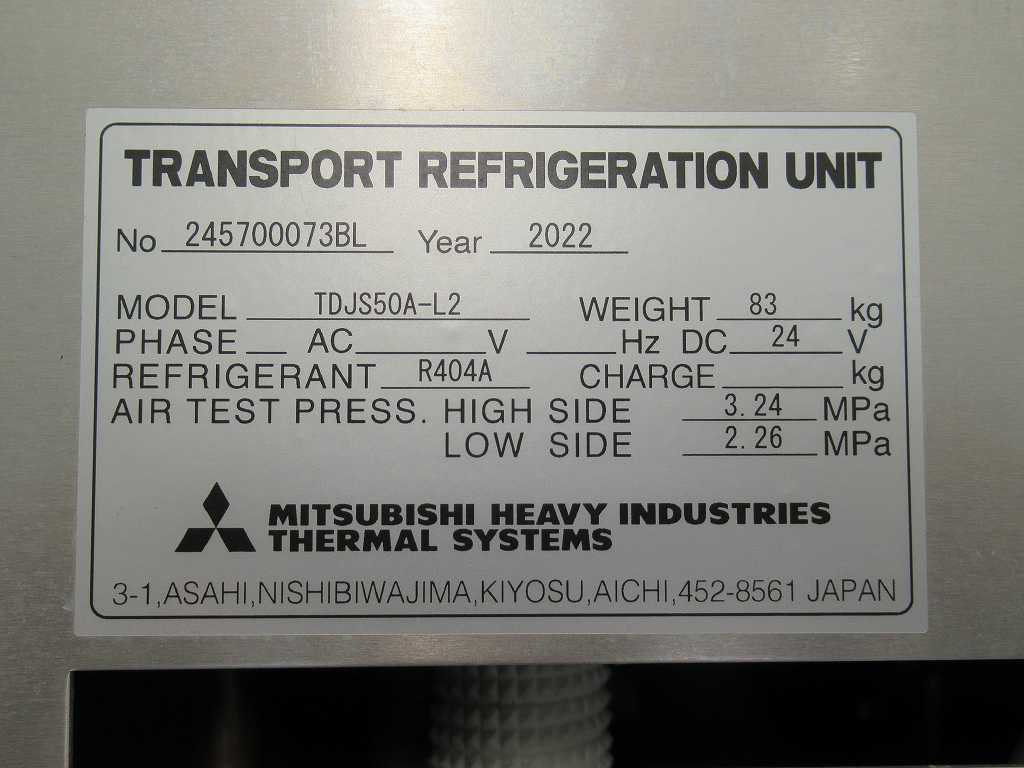 TRANSPORT REFRIGERATION UNIT
No 245700073BL Year 2022
MODEL TDJS50A-L2 WEIGHT 83 kg
PHASE AC V Hz DC 24 V
REFRIGERANT R404A CHARGE kg
AIR TEST PRESS. HIGH SIDE 3.24 MPa
LOW SIDE 2.26 MPa
MITSUBISHI HEAVY INDUSTRIES
THERMAL SYSTEMS
3-1,ASAHI,NISHIBIWAJIMA,KIYOSU,AICHI,452-8561 JAPAN